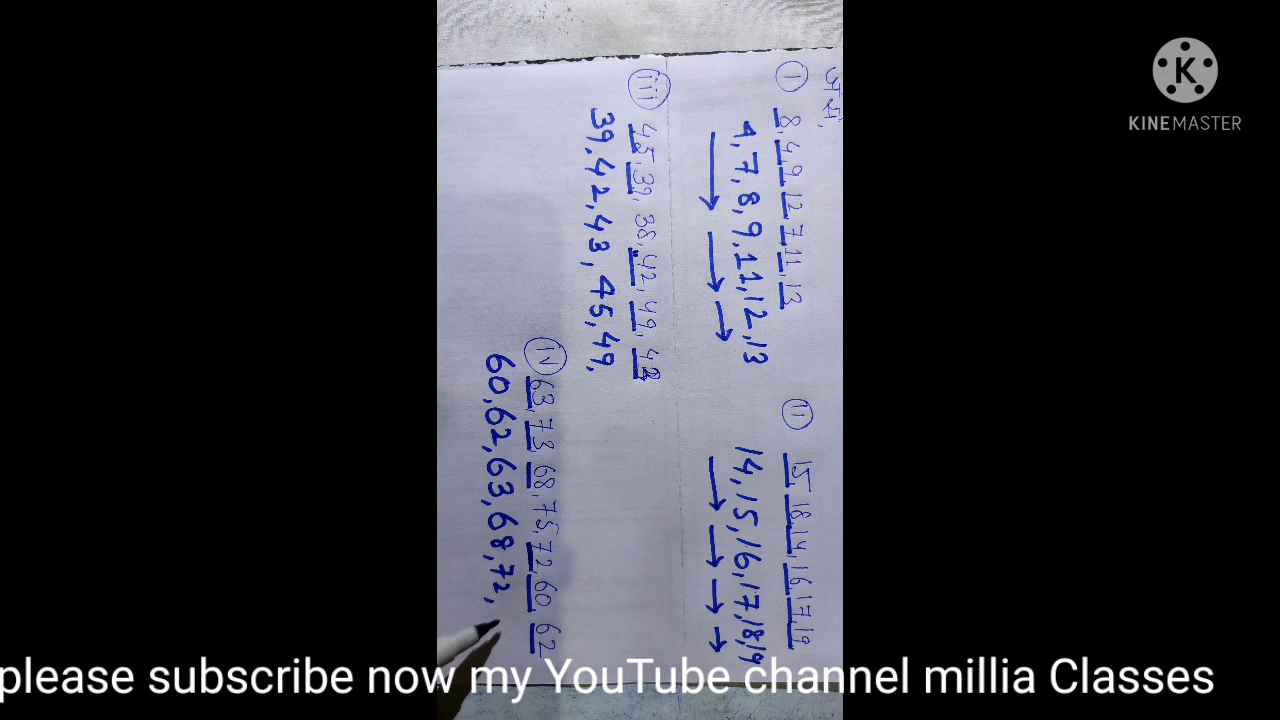 ① 8, 4, 9, 12, 7, 11, 13
4, 7, 8, 9, 11, 12, 13
ⅱ 15, 18, 14, 16, 17, 19
14, 15, 16, 17, 18, 19
ⅲ 45, 39, 38, 42, 49, 43
39, 42, 43, 45, 49,
ⅳ 63, 73, 68, 75, 72, 60, 62
60, 62, 63, 68, 72,
K
KINEMASTER
please subscribe now my YouTube channel millia Classes